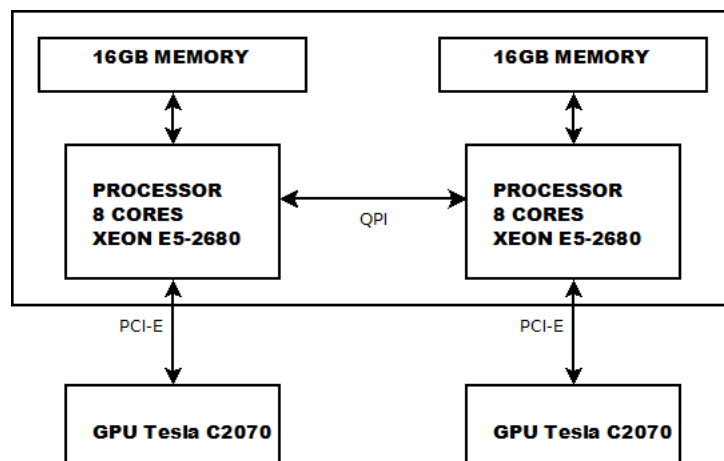 16GB MEMORY
16GB MEMORY
PROCESSOR
8 CORES
XEON E5-2680
PROCESSOR
8 CORES
XEON E5-2680
QPI
PCI-E
PCI-E
GPU Tesla C2070
GPU Tesla C2070